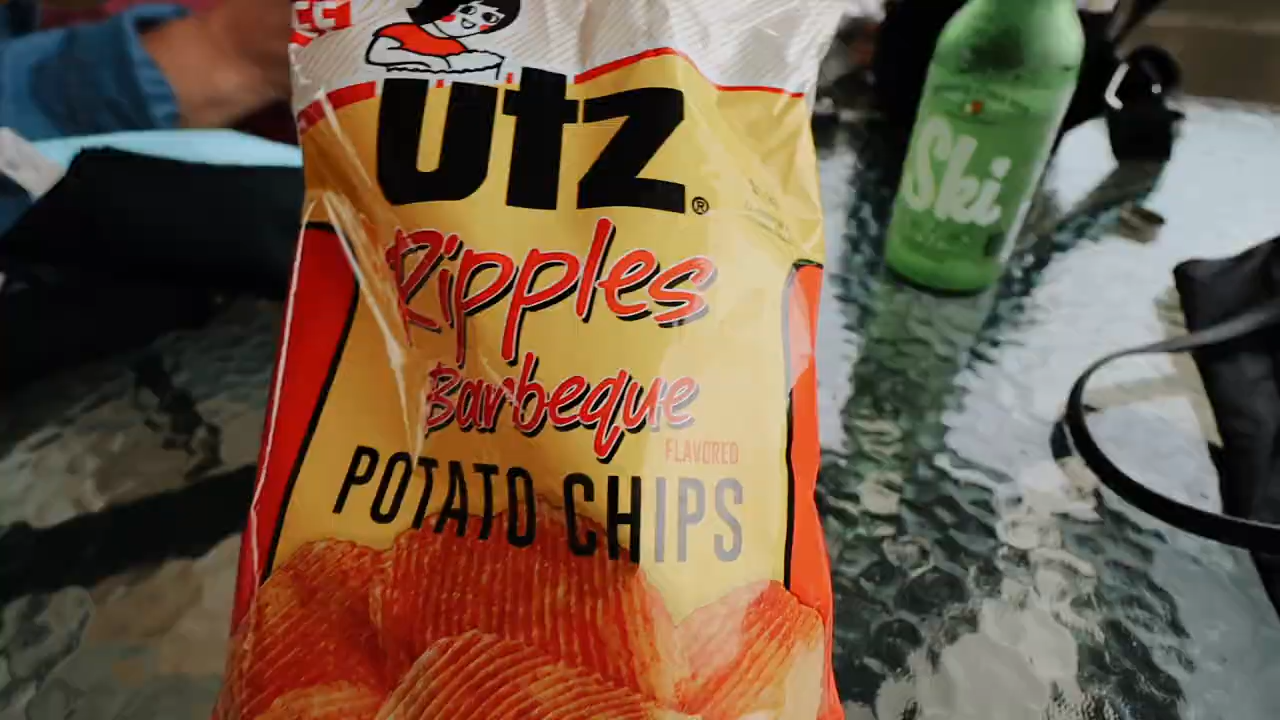 Utz®
Ripples
Barbeque
FLAVORED
POTATO CHIPS
Ski